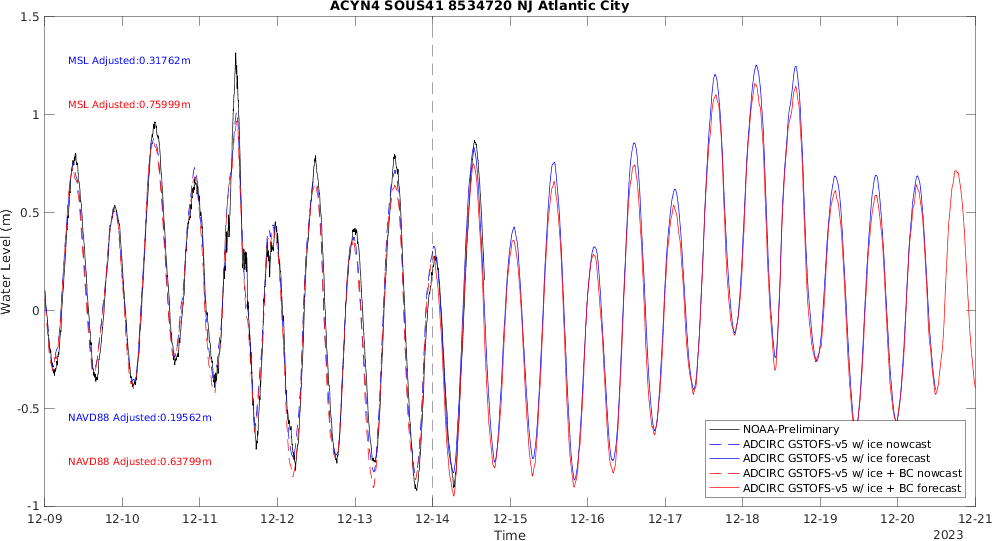 ACYN4 SOUS41 8534720 NJ Atlantic City
1.5
1
0.5
0
-0.5
-1
Water Level (m)
MSL Adjusted:0.31762m
MSL Adjusted:0.75999m
NAVD88 Adjusted:0.19562m
NAVD88 Adjusted:0.63799m
NOAA-Preliminary
ADCIRC GSTOFS-v5 w/ ice nowcast
ADCIRC GSTOFS-v5 w/ ice forecast
ADCIRC GSTOFS-v5 w/ ice + BC nowcast
ADCIRC GSTOFS-v5 w/ ice + BC forecast
12-09 12-10 12-11 12-12 12-13 12-14 12-15 12-16 12-17 12-18 12-19 12-20 12-21
Time
2023